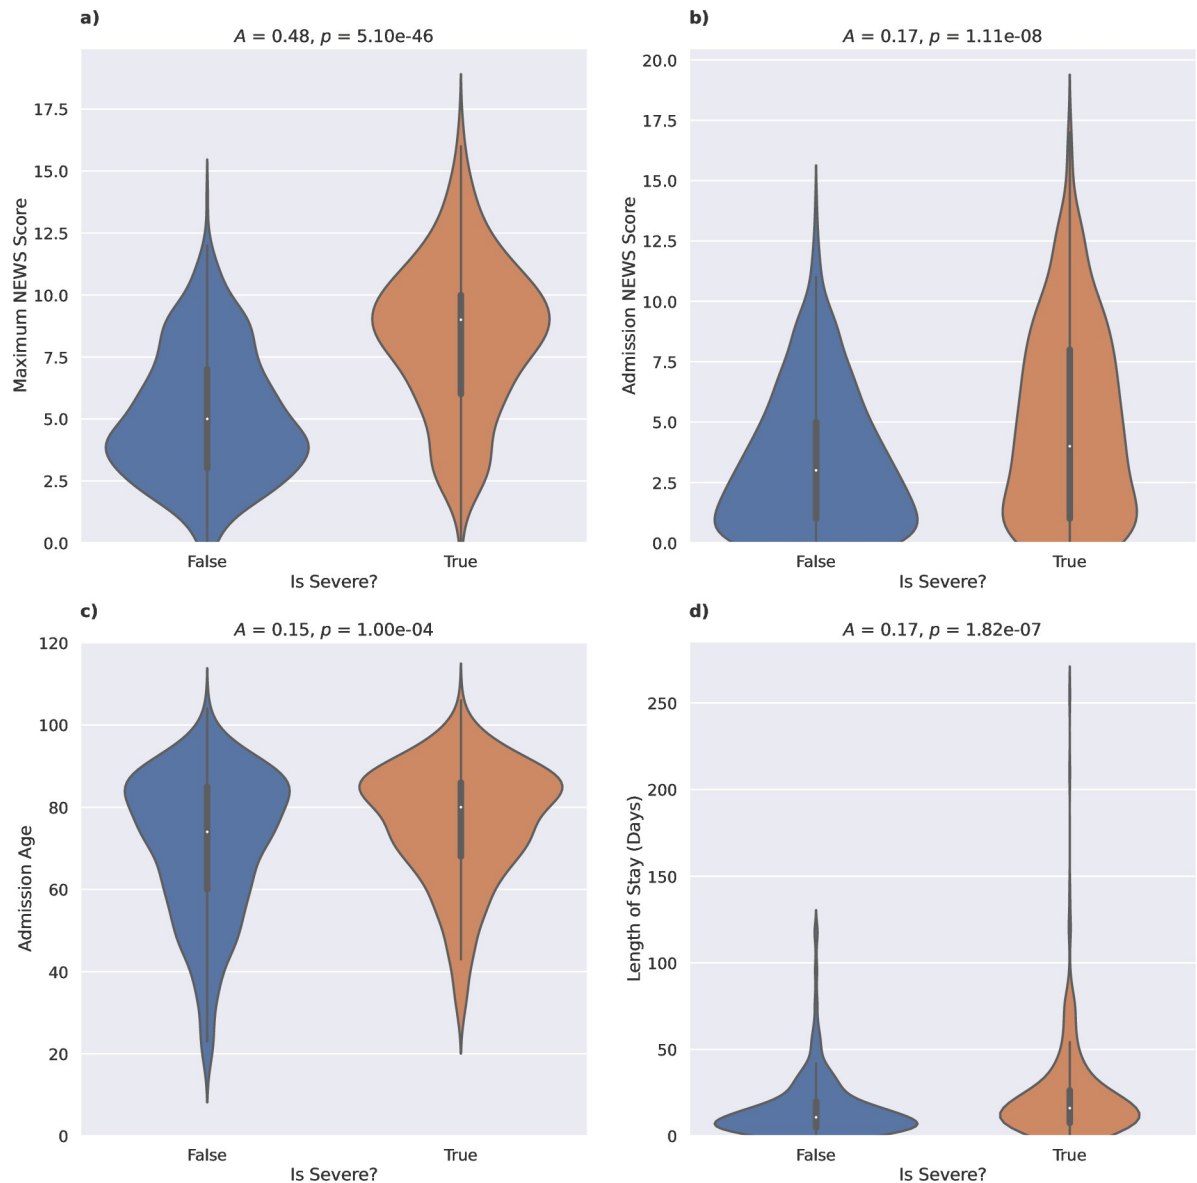 a)
A = 0.48, p = 5.10e-46
Maximum NEWS Score
17.5
15.0
12.5
10.0
7.5
5.0
2.5
0.0
False
True
Is Severe?
b)
A = 0.17, p = 1.11e-08
Admission NEWS Score
20.0
17.5
15.0
12.5
10.0
7.5
5.0
2.5
0.0
False
True
Is Severe?
c)
A = 0.15, p = 1.00e-04
Admission Age
120
100
80
60
40
20
0
False
True
Is Severe?
d)
A = 0.17, p = 1.82e-07
Length of Stay (Days)
250
200
150
100
50
0
False
True
Is Severe?